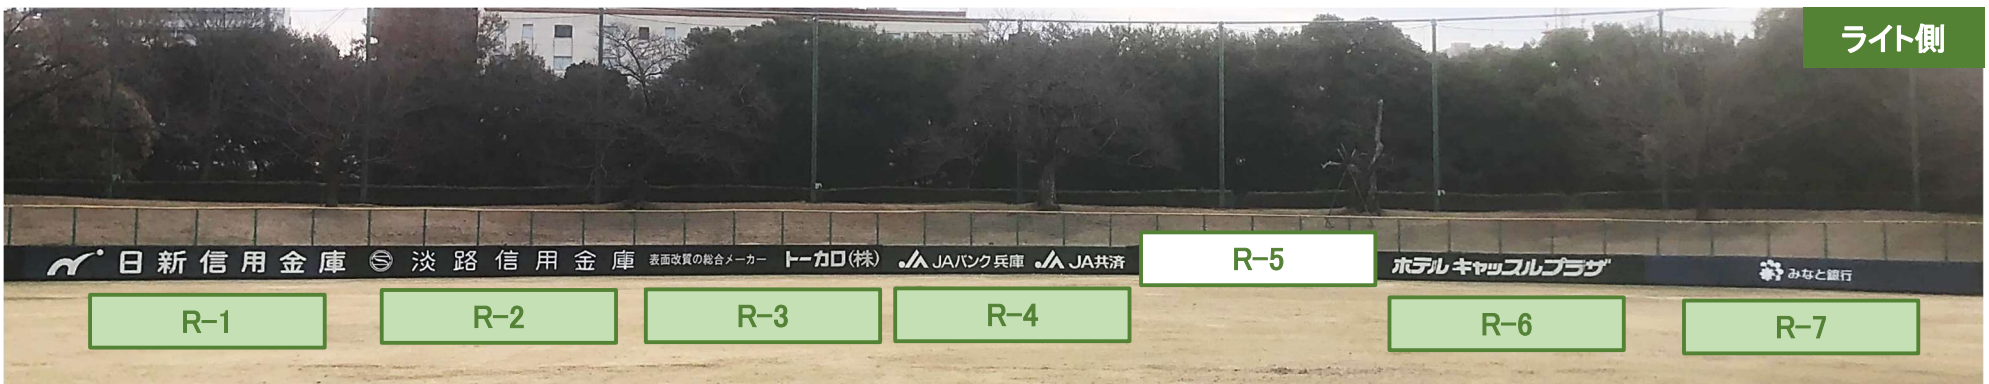 ライト側
日新信用金庫
淡路信用金庫
表面改質の総合メーカー トーカロ(株)
JAバンク兵庫 JA共済
R-5
ホテル キャッスルプラザ
みなと銀行
R-1
R-2
R-3
R-4
R-6
R-7